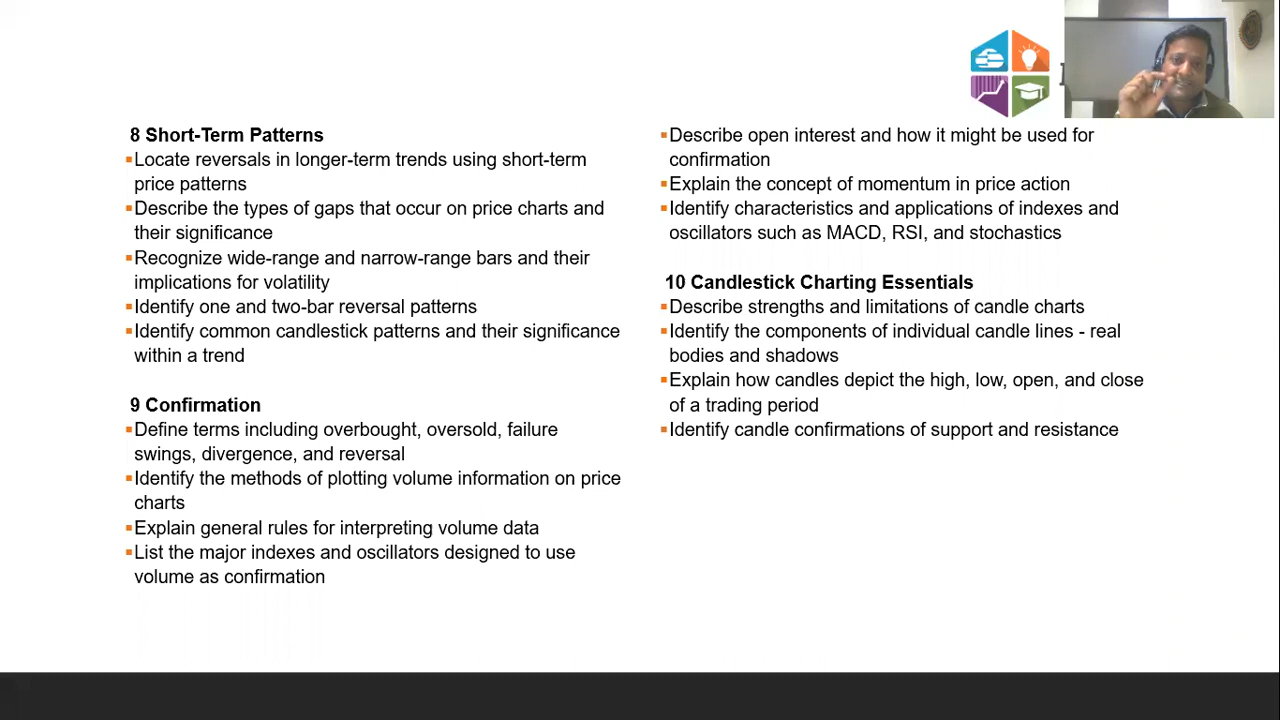 8 Short-Term Patterns
▪Locate reversals in longer-term trends using short-term
price patterns
▪Describe the types of gaps that occur on price charts and
their significance
▪Recognize wide-range and narrow-range bars and their
implications for volatility
▪Identify one and two-bar reversal patterns
▪Identify common candlestick patterns and their significance
within a trend
9 Confirmation
▪Define terms including overbought, oversold, failure
swings, divergence, and reversal
▪Identify the methods of plotting volume information on price
charts
▪Explain general rules for interpreting volume data
▪List the major indexes and oscillators designed to use
volume as confirmation
▪Describe open interest and how it might be used for
confirmation
▪Explain the concept of momentum in price action
▪Identify characteristics and applications of indexes and
oscillators such as MACD, RSI, and stochastics
10 Candlestick Charting Essentials
▪Describe strengths and limitations of candle charts
▪Identify the components of individual candle lines - real
bodies and shadows
▪Explain how candles depict the high, low, open, and close
of a trading period
▪Identify candle confirmations of support and resistance